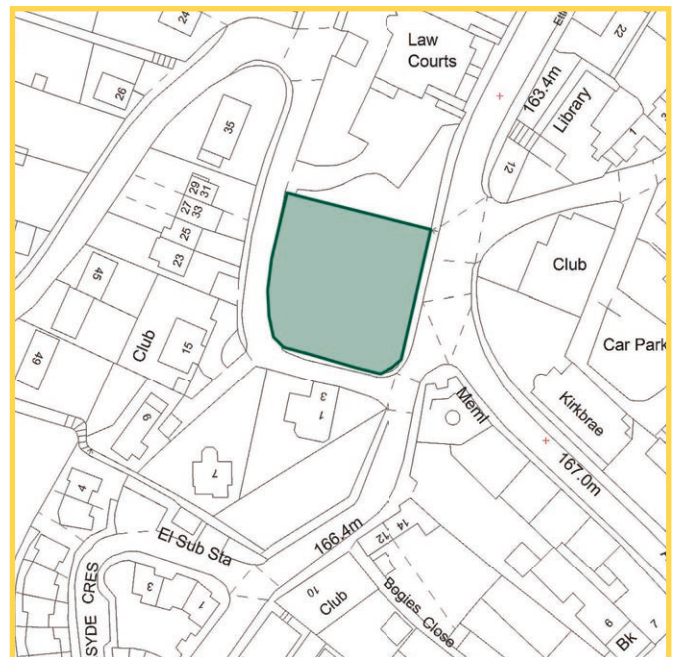 24
26
35
Law
Courts
163.4m
Library
22
1
12
29
31
27
33
25
23
45
49
Club
15
Club
Car Park
Kirkbrae
Meml
167.0m
3
1
6
7
4
El Sub Sta
166.4m
14
12
3
1
SYDE CRES
10
Club
Bogies Close
6
7
Bk